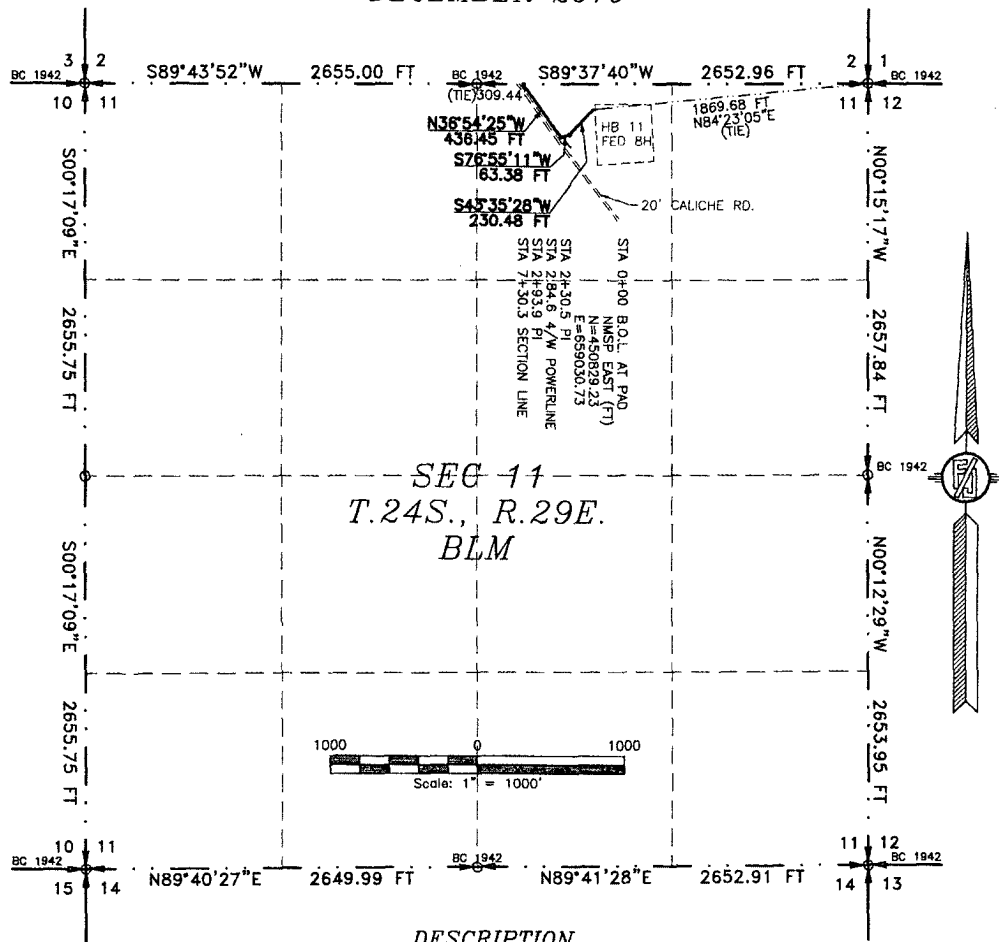 3 2
2 1
BC 1942
S89°43'52"W 2655.00 FT
BC 1942
S89°37'40"W 2652.96 FT
10 11
11 12
(TIE)309.44
1869.68 FT
N84°23'05"E
(TIE)
N36°54'25"W
436.45 FT
HB 11
FED 8H
S76°55'11"W
63.38 FT
S43°35'28"W
230.48 FT
20' CALICHE RD.
S00°17'09"E
2655.75 FT
N00°15'17"W
2657.84 FT
STA 0+00 B.O.L. AT PAD
NMSP EAST (FT)
N=450829.23
E=659030.73
STA 2+30.5 PI
STA 2:84.6 4/W POWERLINE
STA 2+93.9 PI
STA 7+30.3 SECTION LINE
BC 1942
SEC 11
T.24S., R.29E.
BLM
S00°17'09"E
2655.75 FT
N00°12'29"W
2653.95 FT
1000 0 1000
Scale: 1" = 1000'
10 11
11 12
BC 1942
BC 1942
BC 1942
15 14
N89°40'27"E 2649.99 FT
N89°41'28"E 2652.91 FT
14 13
DESCRIPTION